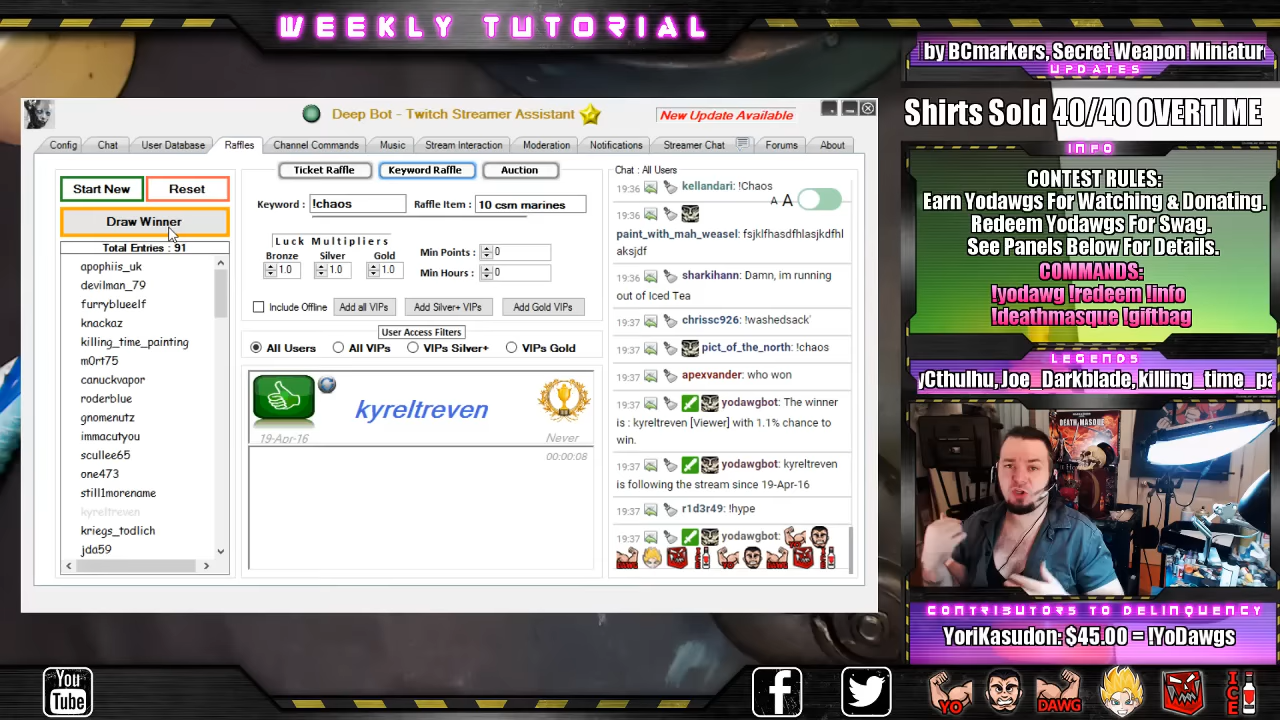 WEEKLY TUTORIAL
by BCmarkers, Secret Weapon Miniatur
UPDATES
Shirts Sold 40/40 OVERTIME
INFO
CONTEST RULES:
Earn Yodawgs For Watching & Donating.
Redeem Yodawgs For Swag.
See Panels Below For Details.
COMMANDS:
!yodawg !redeem !info
!deathmasque !giftbag
LEGENDS
yCthulhu, Joe_Darkblade, killing_time_pa
DEATH MASQUE
CONTRIBUTORS TO DELINQUENCY
YoriKasudon: $45.00 = !YoDawgs
Deep Bot - Twitch Streamer Assistant
New Update Available
Config Chat User Database Raffles Channel Commands Music Stream Interaction Moderation Notifications Streamer Chat Forums About
Start New Reset
Draw Winner
Total Entries : 91
apophiis_uk
devilman_79
furryblueelf
knackaz
killing_time_painting
m0rt75
canuckvapor
roderblue
gnomenutz
immacutyou
scullee65
one473
still1morename
kyreltreven
kriegs_todlich
jda59
Ticket Raffle Keyword Raffle Auction
Keyword : !chaos Raffle Item : 10 csm marines
Luck Multipliers
Bronze Silver Gold
1.0 1.0 1.0
Min Points : 0
Min Hours : 0
Include Offline Add all VIPs Add Silver+ VIPs Add Gold VIPs
User Access Filters
All Users All VIPs VIPs Silver+ VIPs Gold
kyreltreven
19-Apr-16 Never
00:00:08
Chat : All Users
19:36 kellandari: !Chaos
A A
19:36
paint_with_mah_weasel: fsjklfhasdfhlasjkdfhl
aksjdf
19:36 sharkihann: Damn, im running
out of Iced Tea
19:37 chrissc926: !washedsack'
19:37 pict_of_the_north: !chaos
19:37 apexvander: who won
19:37 yodawgbot: The winner
is : kyreltreven [Viewer] with 1.1% chance to
win.
19:37 yodawgbot: kyreltreven
is following the stream since 19-Apr-16
19:37 r1d3r49: !hype
19:37 yodawgbot:
You
Tube
YO
DAWG
ICE